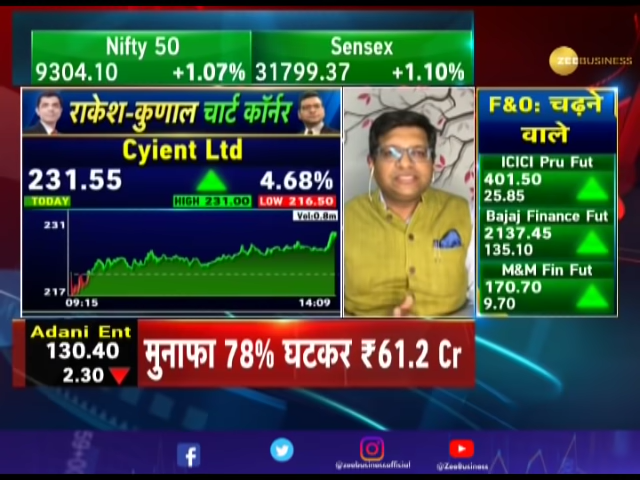 Nifty 50
9304.10 +1.07%
Sensex
31799.37 +1.10%
ZEE BUSINESS
राकेश-कुणाल चार्ट कॉर्नर
Cyient Ltd
231.55 4.68%
TODAY HIGH 231.00 LOW 216.50
Vol:0.8m
231
217
09:15 14:09
F&O: चढ़ने
वाले
ICICI Pru Fut
401.50
25.85
Bajaj Finance Fut
2137.45
135.10
M&M Fin Fut
170.70
9.70
Adani Ent
130.40
2.30
मुनाफा 78% घटकर ₹61.2 Cr
@zeebusinessofficial
@ZeeBusiness